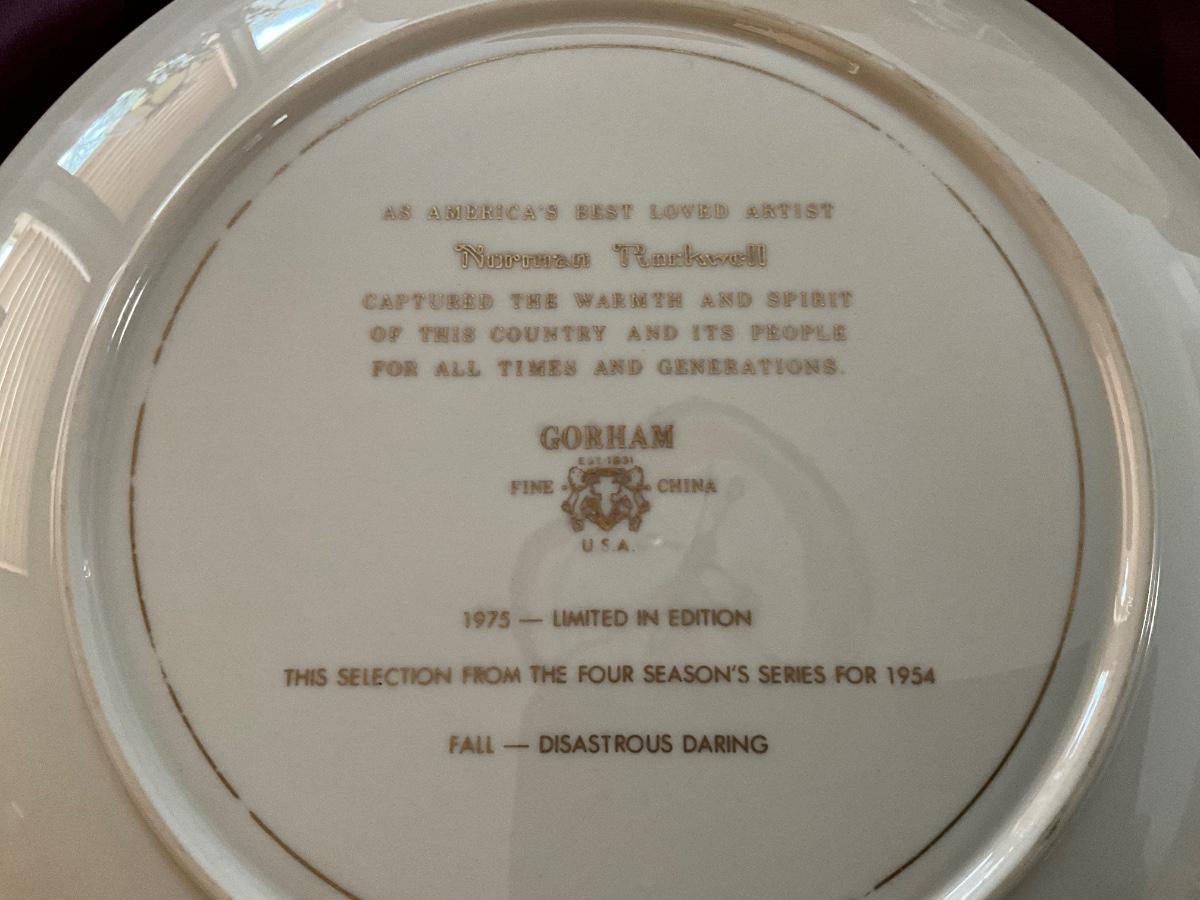 AS AMERICA'S BEST LOVED ARTIST
Norman Rockwell
CAPTURED THE WARMTH AND SPIRIT
OF THIS COUNTRY AND ITS PEOPLE
FOR ALL TIMES AND GENERATIONS.
GORHAM
EST. 1831
FINE CHINA
U.S.A.
1975 — LIMITED IN EDITION
THIS SELECTION FROM THE FOUR SEASON'S SERIES FOR 1954
FALL — DISASTROUS DARING